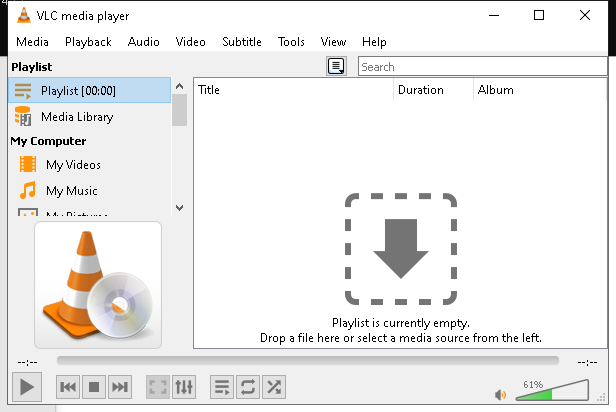 VLC media player
Media Playback Audio Video Subtitle Tools View Help
Playlist
Search
Playlist [00:00]
Title Duration Album
Media Library
My Computer
My Videos
My Music
My Pictures
Playlist is currently empty.
Drop a file here or select a media source from the left.
--:-- --:--
61%